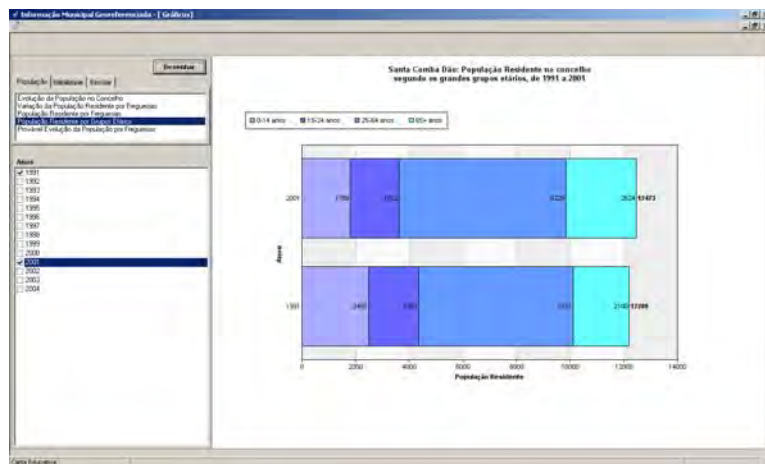 Informação Municipal Georeferenciada - [Gráficos]
Desenhar
População
Evolução da População no Concelho
Variação da População Residente por Freguesias
População Residente por Freguesias
População Residente por Grupos Etários
Provável Evolução da População por Freguesias
Anos
1991
1992
1993
1994
1995
1996
1997
1998
1999
2000
2001
2002
2003
2004
Santa Comba Dão: População Residente no concelho
segundo os grandes grupos etários, de 1991 a 2001
0-14 anos 15-24 anos 25-64 anos 65+ anos
2001
Anos
1991
0 2000 4000 6000 8000 10000 12000 14000
População Residente
Carta Educativa